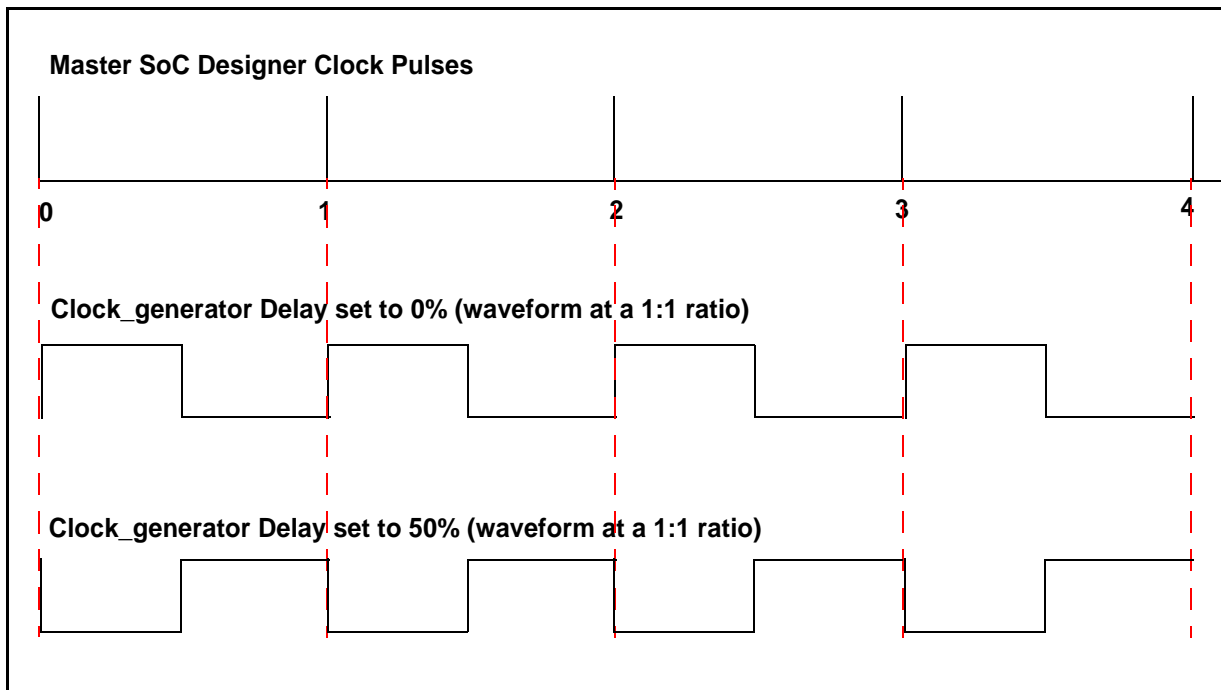 Master SoC Designer Clock Pulses
0 1 2 3 4
Clock_generator Delay set to 0% (waveform at a 1:1 ratio)
Clock_generator Delay set to 50% (waveform at a 1:1 ratio)